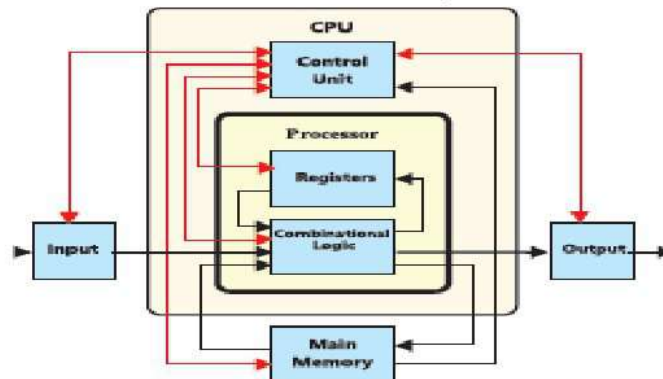 CPU
Control
Unit
Processor
Registers
Combinational
Logic
Input
Output
Main
Memory